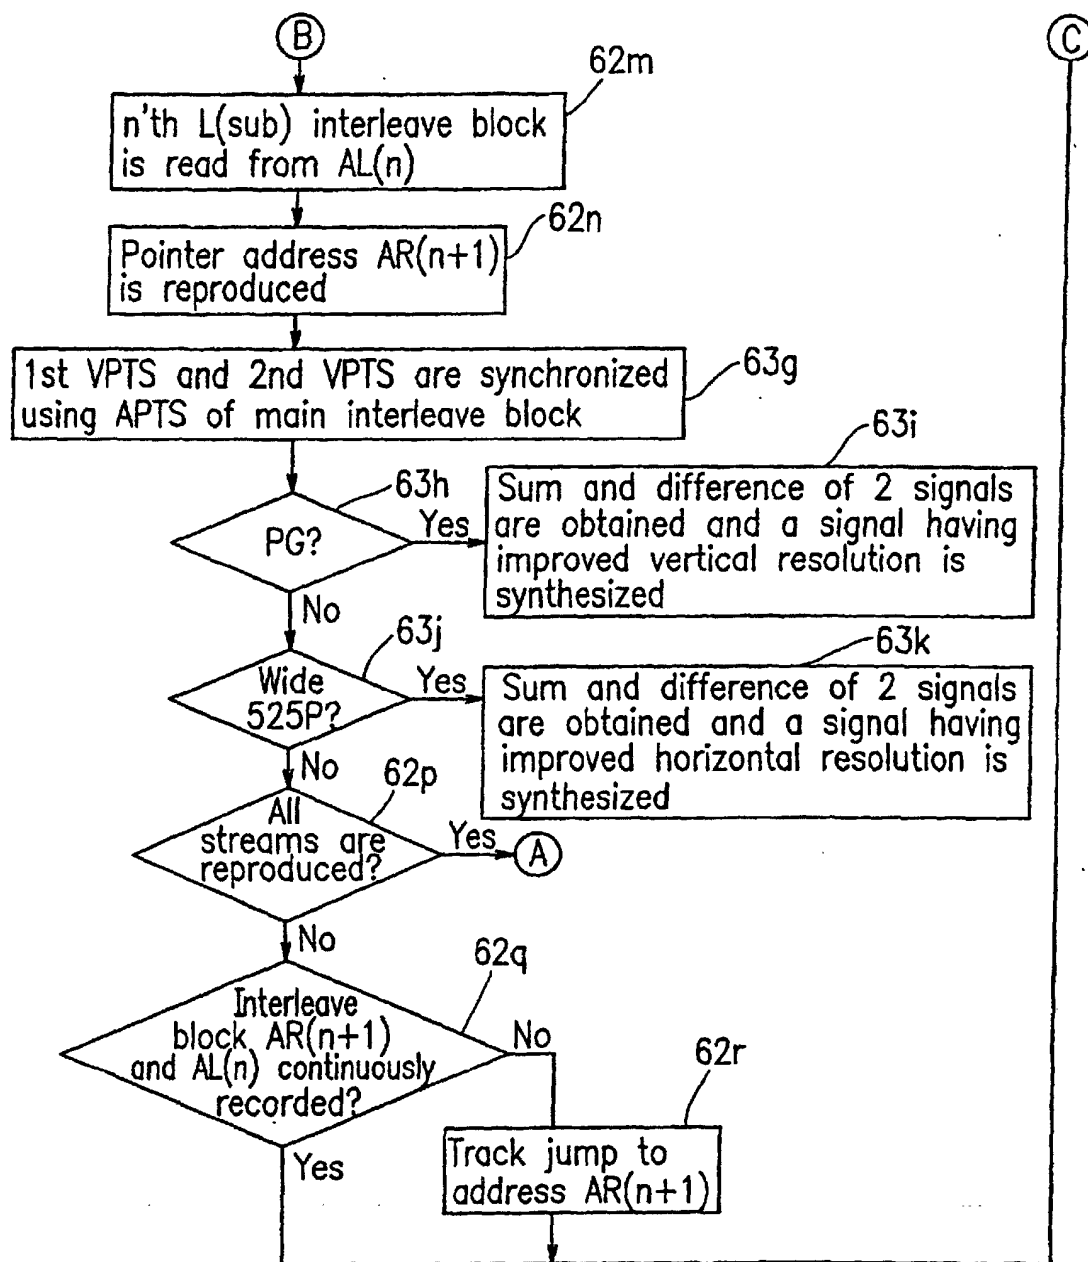 B
C
62m
n'th L(sub) interleave block
is read from AL(n)
62n
Pointer address AR(n+1)
is reproduced
63g
1st VPTS and 2nd VPTS are synchronized
using APTS of main interleave block
63h
PG?
Yes
No
63i
Sum and difference of 2 signals
are obtained and a signal having
improved vertical resolution is
synthesized
63j
Wide
525P?
Yes
No
63k
Sum and difference of 2 signals
are obtained and a signal having
improved horizontal resolution is
synthesized
62p
All
streams are
reproduced?
Yes
A
No
62q
Interleave
block AR(n+1)
and AL(n) continuously
recorded?
No
Yes
62r
Track jump to
address AR(n+1)